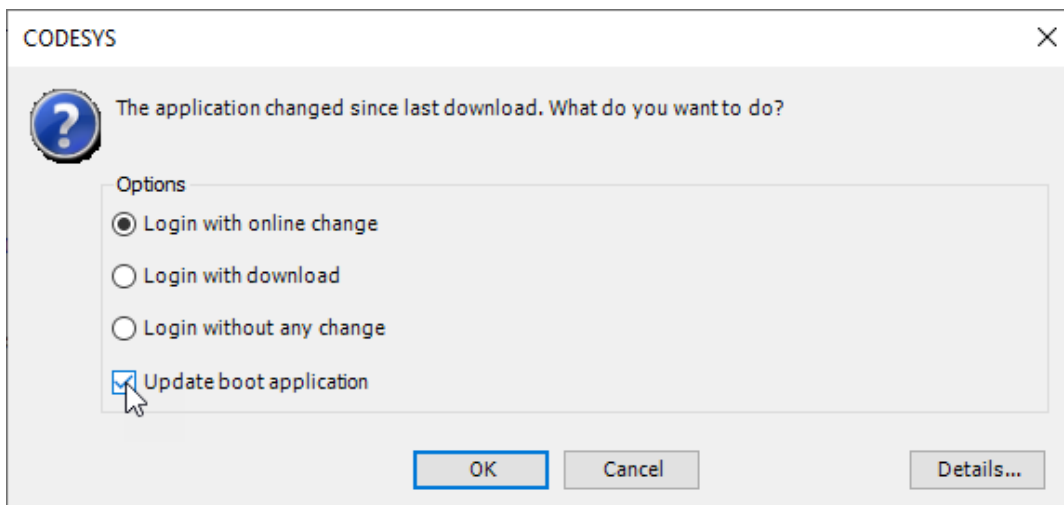 CODESYS
The application changed since last download. What do you want to do?
Options
Login with online change
Login with download
Login without any change
Update boot application
OK Cancel Details...